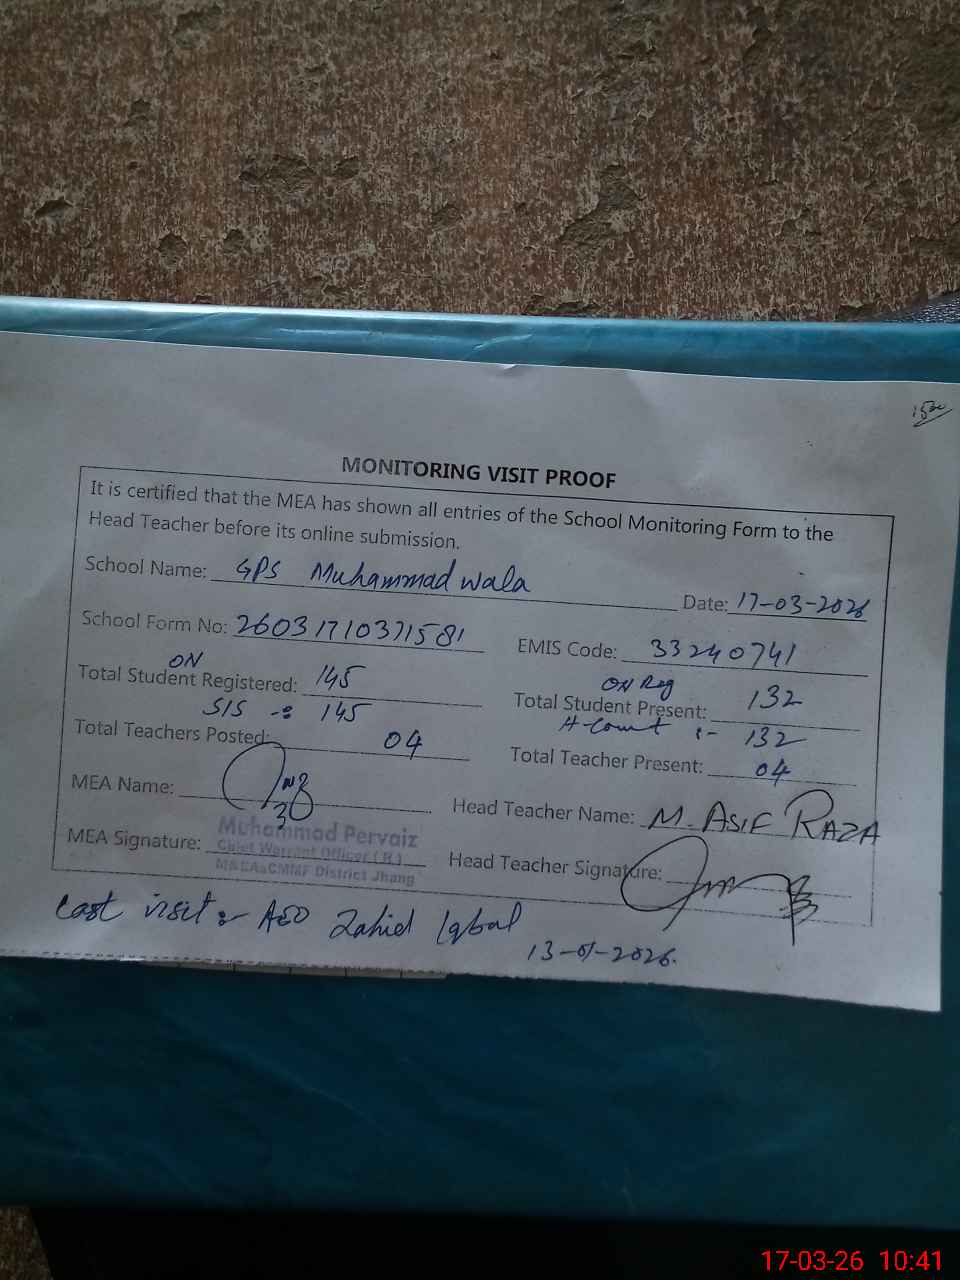 MONITORING VISIT PROOF
It is certified that the MEA has shown all entries of the School Monitoring Form to the
Head Teacher before its online submission.
School Name: GPS Muhammad wala Date: 17-03-2026
School Form No: 26031710371581 EMIS Code: 33240741
ON ON Reg
Total Student Registered: 145 Total Student Present: 132
SIS -: 145 H-Count :- 132
Total Teachers Posted: 04 Total Teacher Present: 04
MEA Name: Head Teacher Name: M. ASIF RAZA
MEA Signature: Head Teacher Signature:
Muhammad Pervaiz
Chief Warrant Officer ( R )
M&EA&CMMF District Jhang
Last visit :- AEO Zahid Iqbal
13-01-2026.
17-03-26 10:41